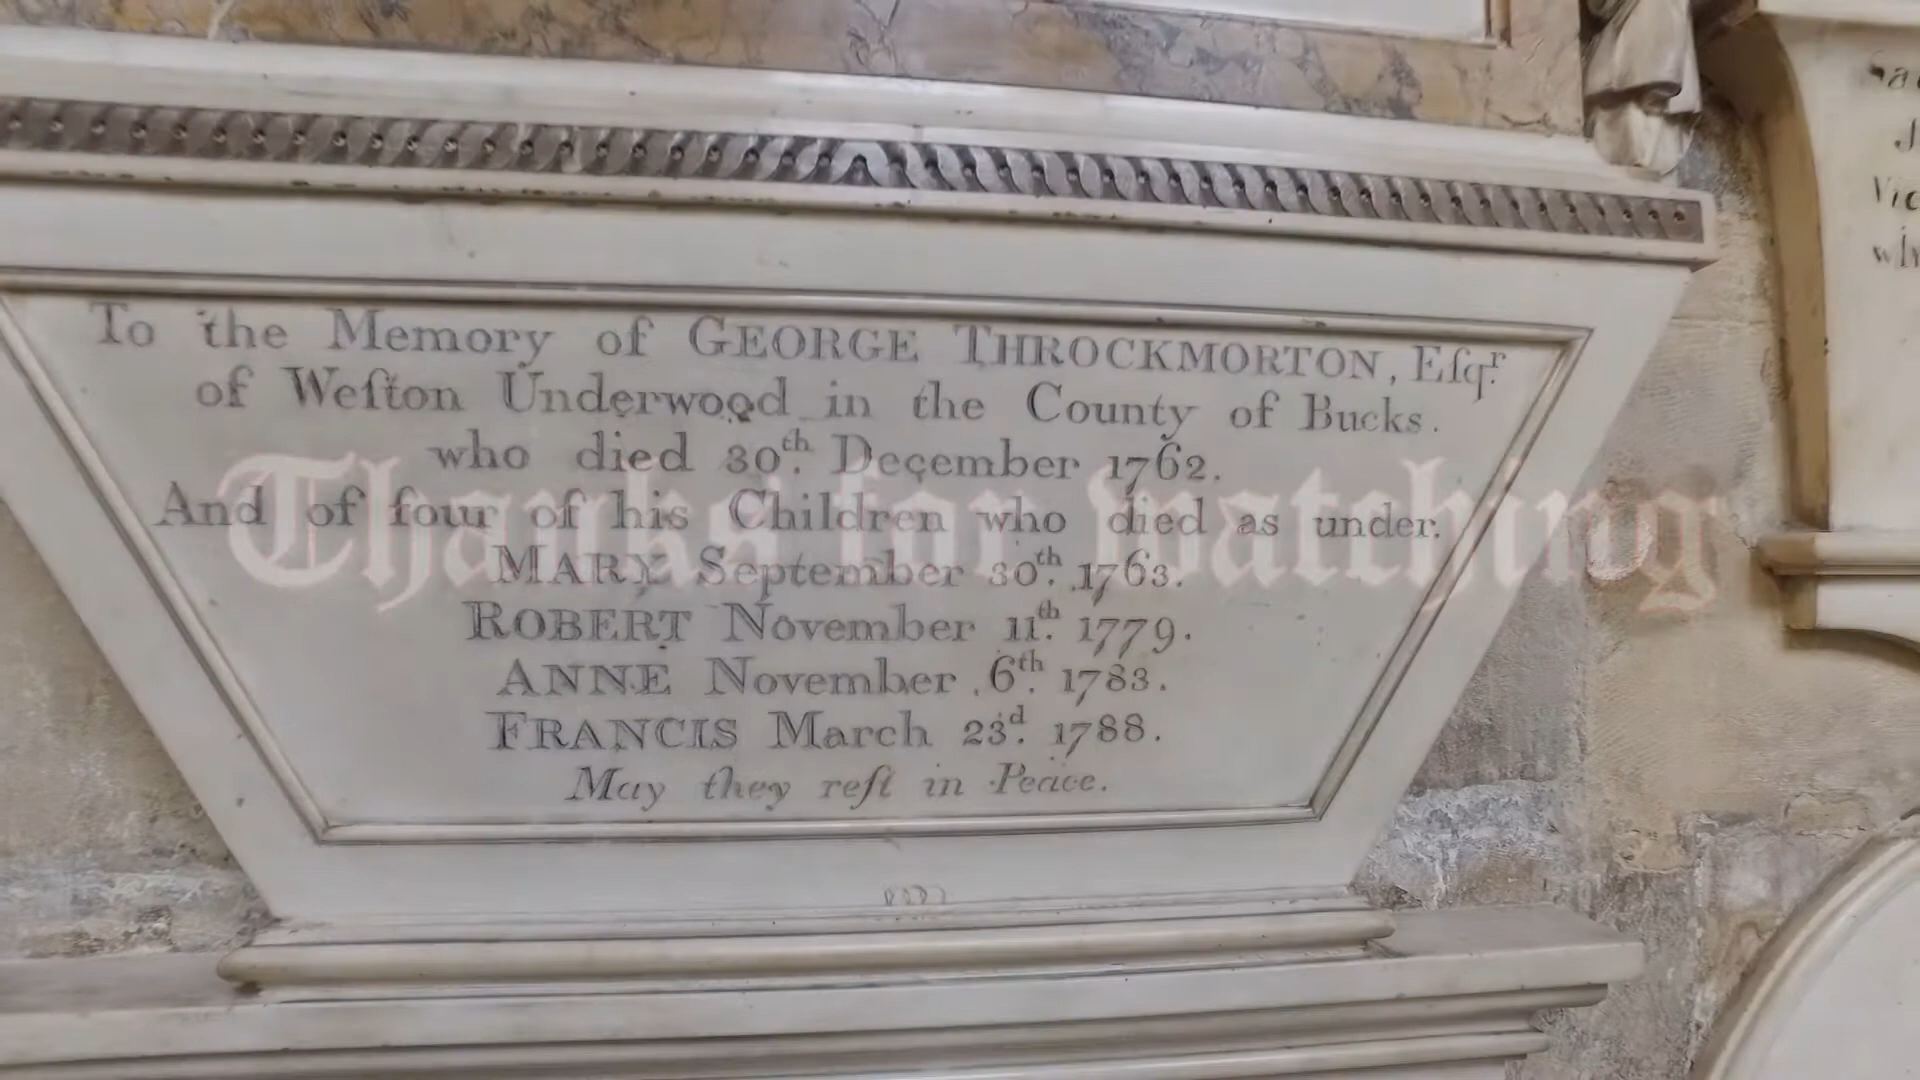 To the Memory of GEORGE THROCKMORTON, Eſqr.
of Weſton Underwood in the County of Bucks.
who died 30th. December 1762.
And of four of his Children who died as under.
MARY September 30th. 1763.
ROBERT November 11th. 1779.
ANNE November 6th. 1783.
FRANCIS March 23d. 1788.
May they reſt in Peace.
Thanks for watching